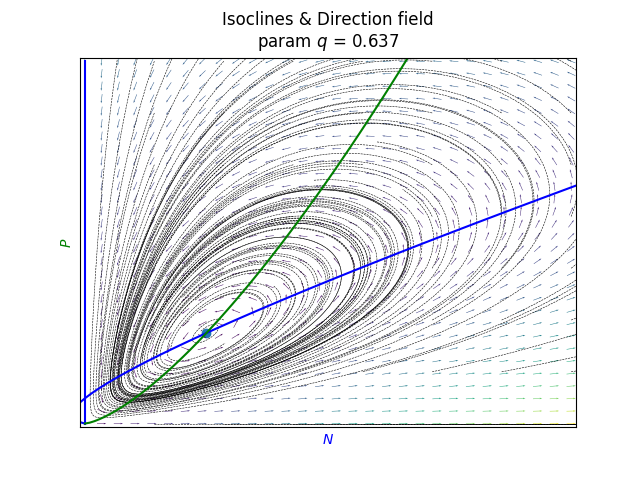 Isoclines & Direction field
param q = 0.637
P
N